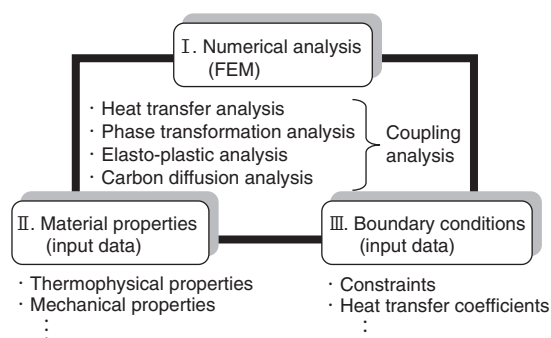 Ⅰ. Numerical analysis
(FEM)
· Heat transfer analysis
· Phase transformation analysis
· Elasto-plastic analysis
· Carbon diffusion analysis
Coupling
analysis
Ⅱ. Material properties
(input data)
Ⅲ. Boundary conditions
(input data)
· Thermophysical properties
· Mechanical properties
⋮
· Constraints
· Heat transfer coefficients
⋮